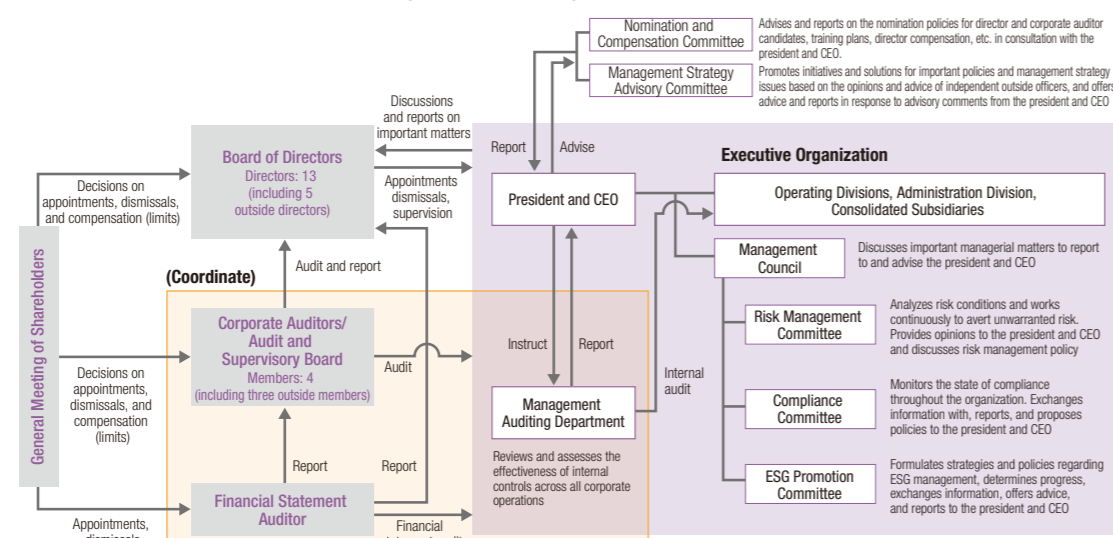 Nomination and
Compensation Committee
Advises and reports on the nomination policies for director and corporate auditor
candidates, training plans, director compensation, etc. in consultation with the
president and CEO.
Management Strategy
Advisory Committee
Promotes initiatives and solutions for important policies and management strategy
issues based on the opinions and advice of independent outside officers, and offers
advice and reports in response to advisory comments from the president and CEO
Discussions
and reports on
important matters
Report
Advise
Executive Organization
Board of Directors
Directors: 13
(including 5
outside directors)
Decisions on
appointments, dismissals,
and compensation (limits)
Appointments
dismissals,
supervision
President and CEO
Operating Divisions, Administration Division,
Consolidated Subsidiaries
General Meeting of Shareholders
Audit and report
(Coordinate)
Management
Council
Discusses important managerial matters to report
to and advise the president and CEO
Corporate Auditors/
Audit and
Supervisory Board
Members: 4
(including three outside members)
Audit
Instruct
Report
Internal
audit
Risk Management
Committee
Analyzes risk conditions and works
continuously to avert unwarranted risk.
Provides opinions to the president and CEO
and discusses risk management policy
Decisions on
appointments,
dismissals, and
compensation
(limits)
Management
Auditing Department
Compliance
Committee
Monitors the state of compliance
throughout the organization. Exchanges
information with, reports, and proposes
policies to the president and CEO
Reviews and assesses the
effectiveness of internal
controls across all corporate
operations
Report
Report
ESG Promotion
Committee
Formulates strategies and policies regarding
ESG management, determines progress,
exchanges information, offers advice,
and reports to the president and CEO
Financial Statement
Auditor
Appointments,
Financial